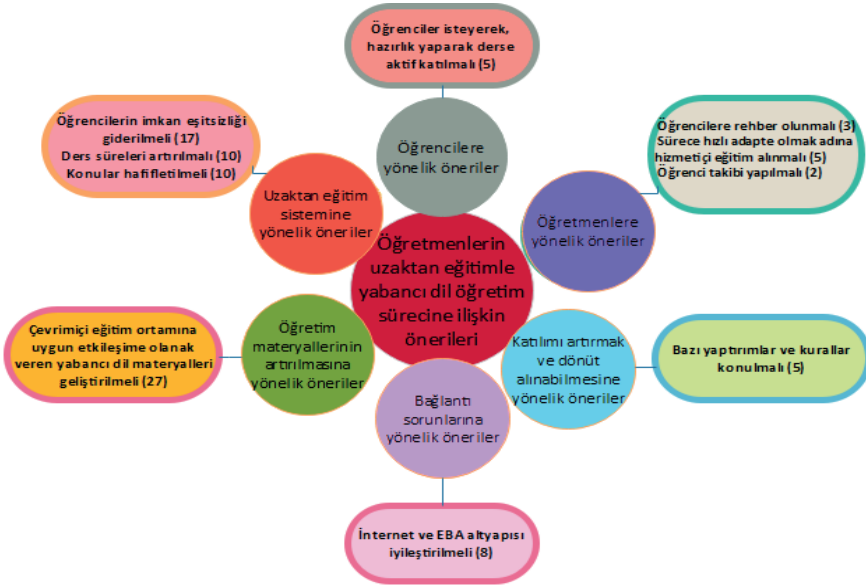 Öğrenciler isteyerek,
hazırlık yaparak derse
aktif katılmalı (5)
Öğrencilere
yönelik öneriler
Öğrencilerin imkan eşitsizliği
giderilmeli (17)
Ders süreleri artırılmalı (10)
Konular hafifletilmeli (10)
Uzaktan eğitim
sistemine
yönelik öneriler
Öğrencilere rehber olunmalı (3)
Sürece hızlı adapte olmak adına
hizmetiçi eğitim alınmalı (5)
Öğrenci takibi yapılmalı (2)
Öğretmenlere
yönelik öneriler
Öğretmenlerin
uzaktan eğitimle
yabancı dil öğretim
sürecine ilişkin
önerileri
Çevrimiçi eğitim ortamına
uygun etkileşime olanak
veren yabancı dil materyalleri
geliştirilmeli (27)
Öğretim
materyallerinin
artırılmasına
yönelik öneriler
Katılımı artırmak
ve dönüt
alınabilmesine
yönelik öneriler
Bazı yaptırımlar ve kurallar
konulmalı (5)
Bağlantı
sorunlarına
yönelik öneriler
İnternet ve EBA altyapısı
iyileştirilmeli (8)